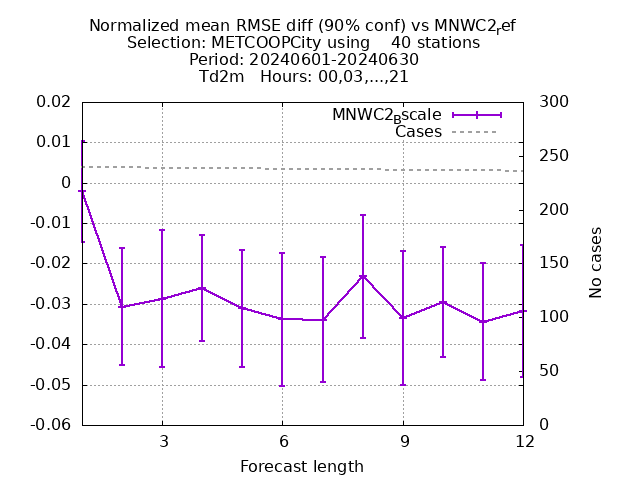 Normalized mean RMSE diff (90% conf) vs MNWC2ref
Selection: METCOOPCity using 40 stations
Period: 20240601-20240630
Td2m Hours: 00,03,...,21
MNWC2Bscale
Cases
0.02
0.01
0
-0.01
-0.02
-0.03
-0.04
-0.05
-0.06
300
250
200
150
100
50
0
No cases
3 6 9 12
Forecast length